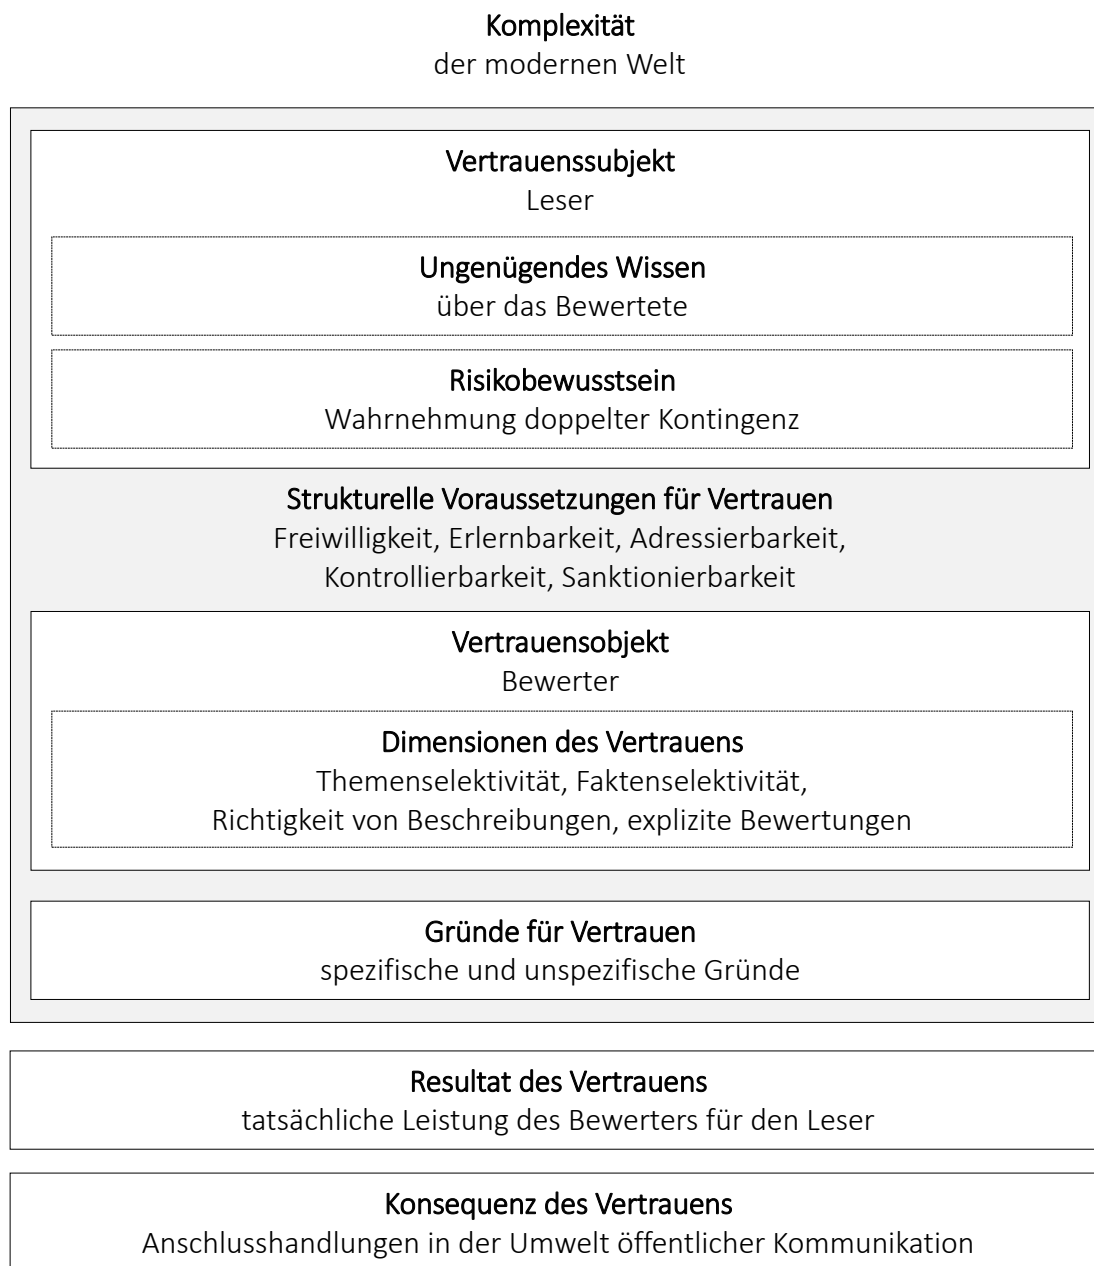 Komplexität
der modernen Welt
Vertrauenssubjekt
Leser
Ungenügendes Wissen
über das Bewertete
Risikobewusstsein
Wahrnehmung doppelter Kontingenz
Strukturelle Voraussetzungen für Vertrauen
Freiwilligkeit, Erlernbarkeit, Adressierbarkeit,
Kontrollierbarkeit, Sanktionierbarkeit
Vertrauensobjekt
Bewerter
Dimensionen des Vertrauens
Themenselektivität, Faktenselektivität,
Richtigkeit von Beschreibungen, explizite Bewertungen
Gründe für Vertrauen
spezifische und unspezifische Gründe
Resultat des Vertrauens
tatsächliche Leistung des Bewerters für den Leser
Konsequenz des Vertrauens
Anschlusshandlungen in der Umwelt öffentlicher Kommunikation